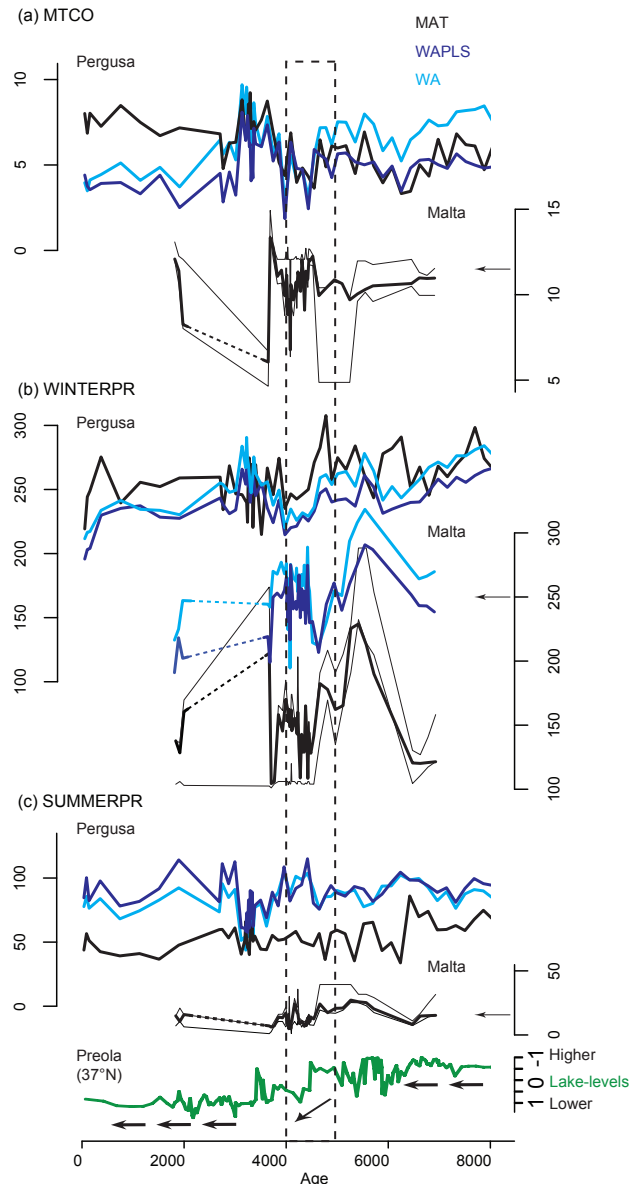 (a) MTCO
MAT
WAPLS
WA
Pergusa
10
5
0
Malta
15
10
5
(b) WINTERPR
Pergusa
300
250
200
150
100
Malta
300
250
200
150
100
(c) SUMMERPR
Pergusa
100
50
0
Malta
50
0
Preola
(37°N)
-1 Higher
0 Lake-levels
1 Lower
0 2000 4000 6000 8000
Age